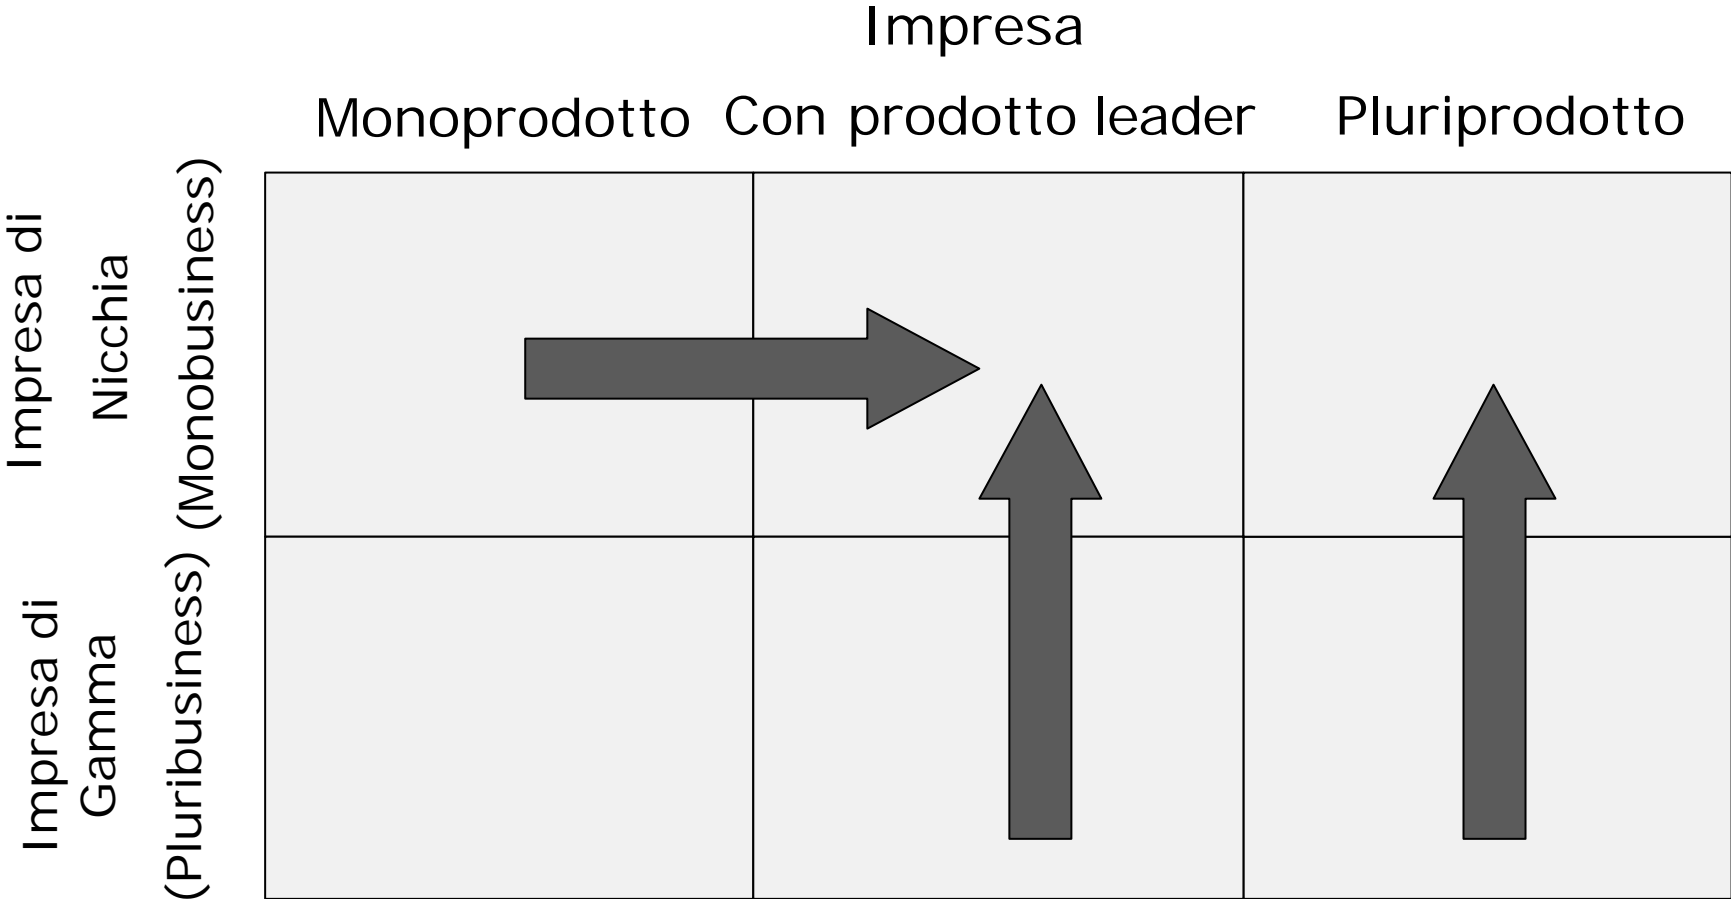 Impresa
Monoprodotto
Con prodotto leader
Pluriprodotto
Impresa di
Nicchia
(Monobusiness)
Impresa di
Gamma
(Pluribusiness)